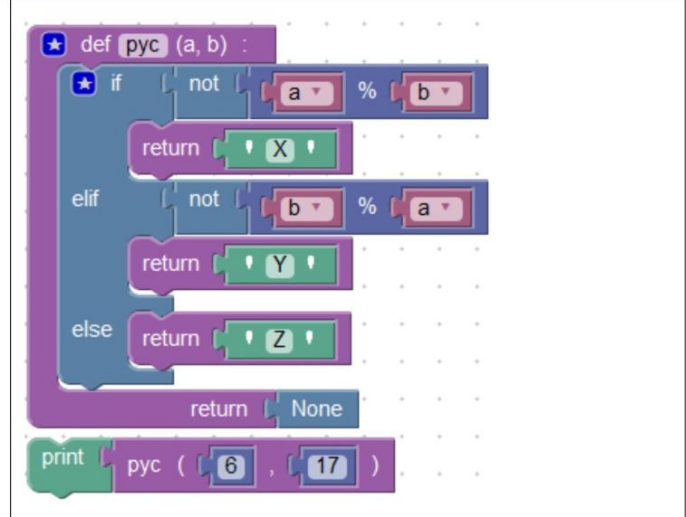 def pyc (a, b) :
if not a % b
return ' X '
elif not b % a
return ' Y '
else return ' Z '
return None
print pyc ( 6 , 17 )